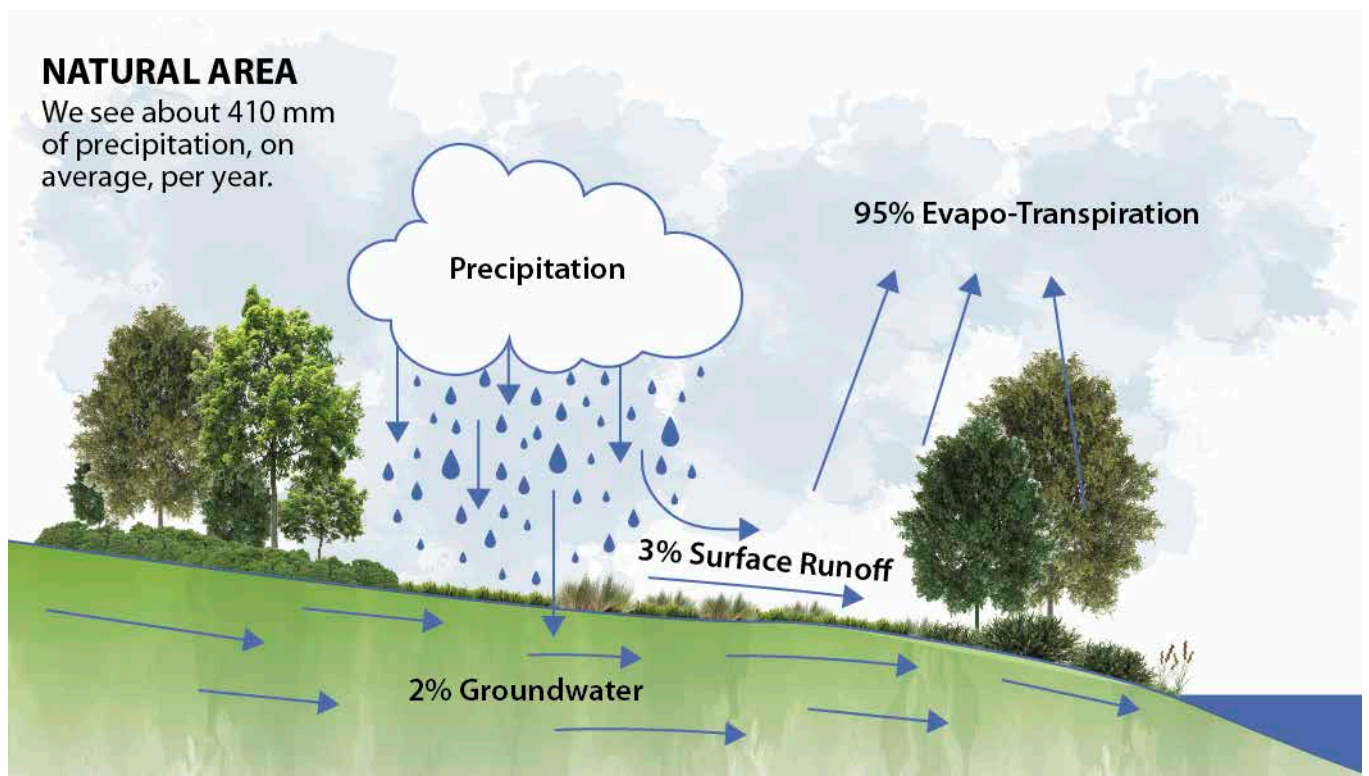 NATURAL AREA
We see about 410 mm
of precipitation, on
average, per year.
Precipitation
95% Evapo-Transpiration
3% Surface Runoff
2% Groundwater